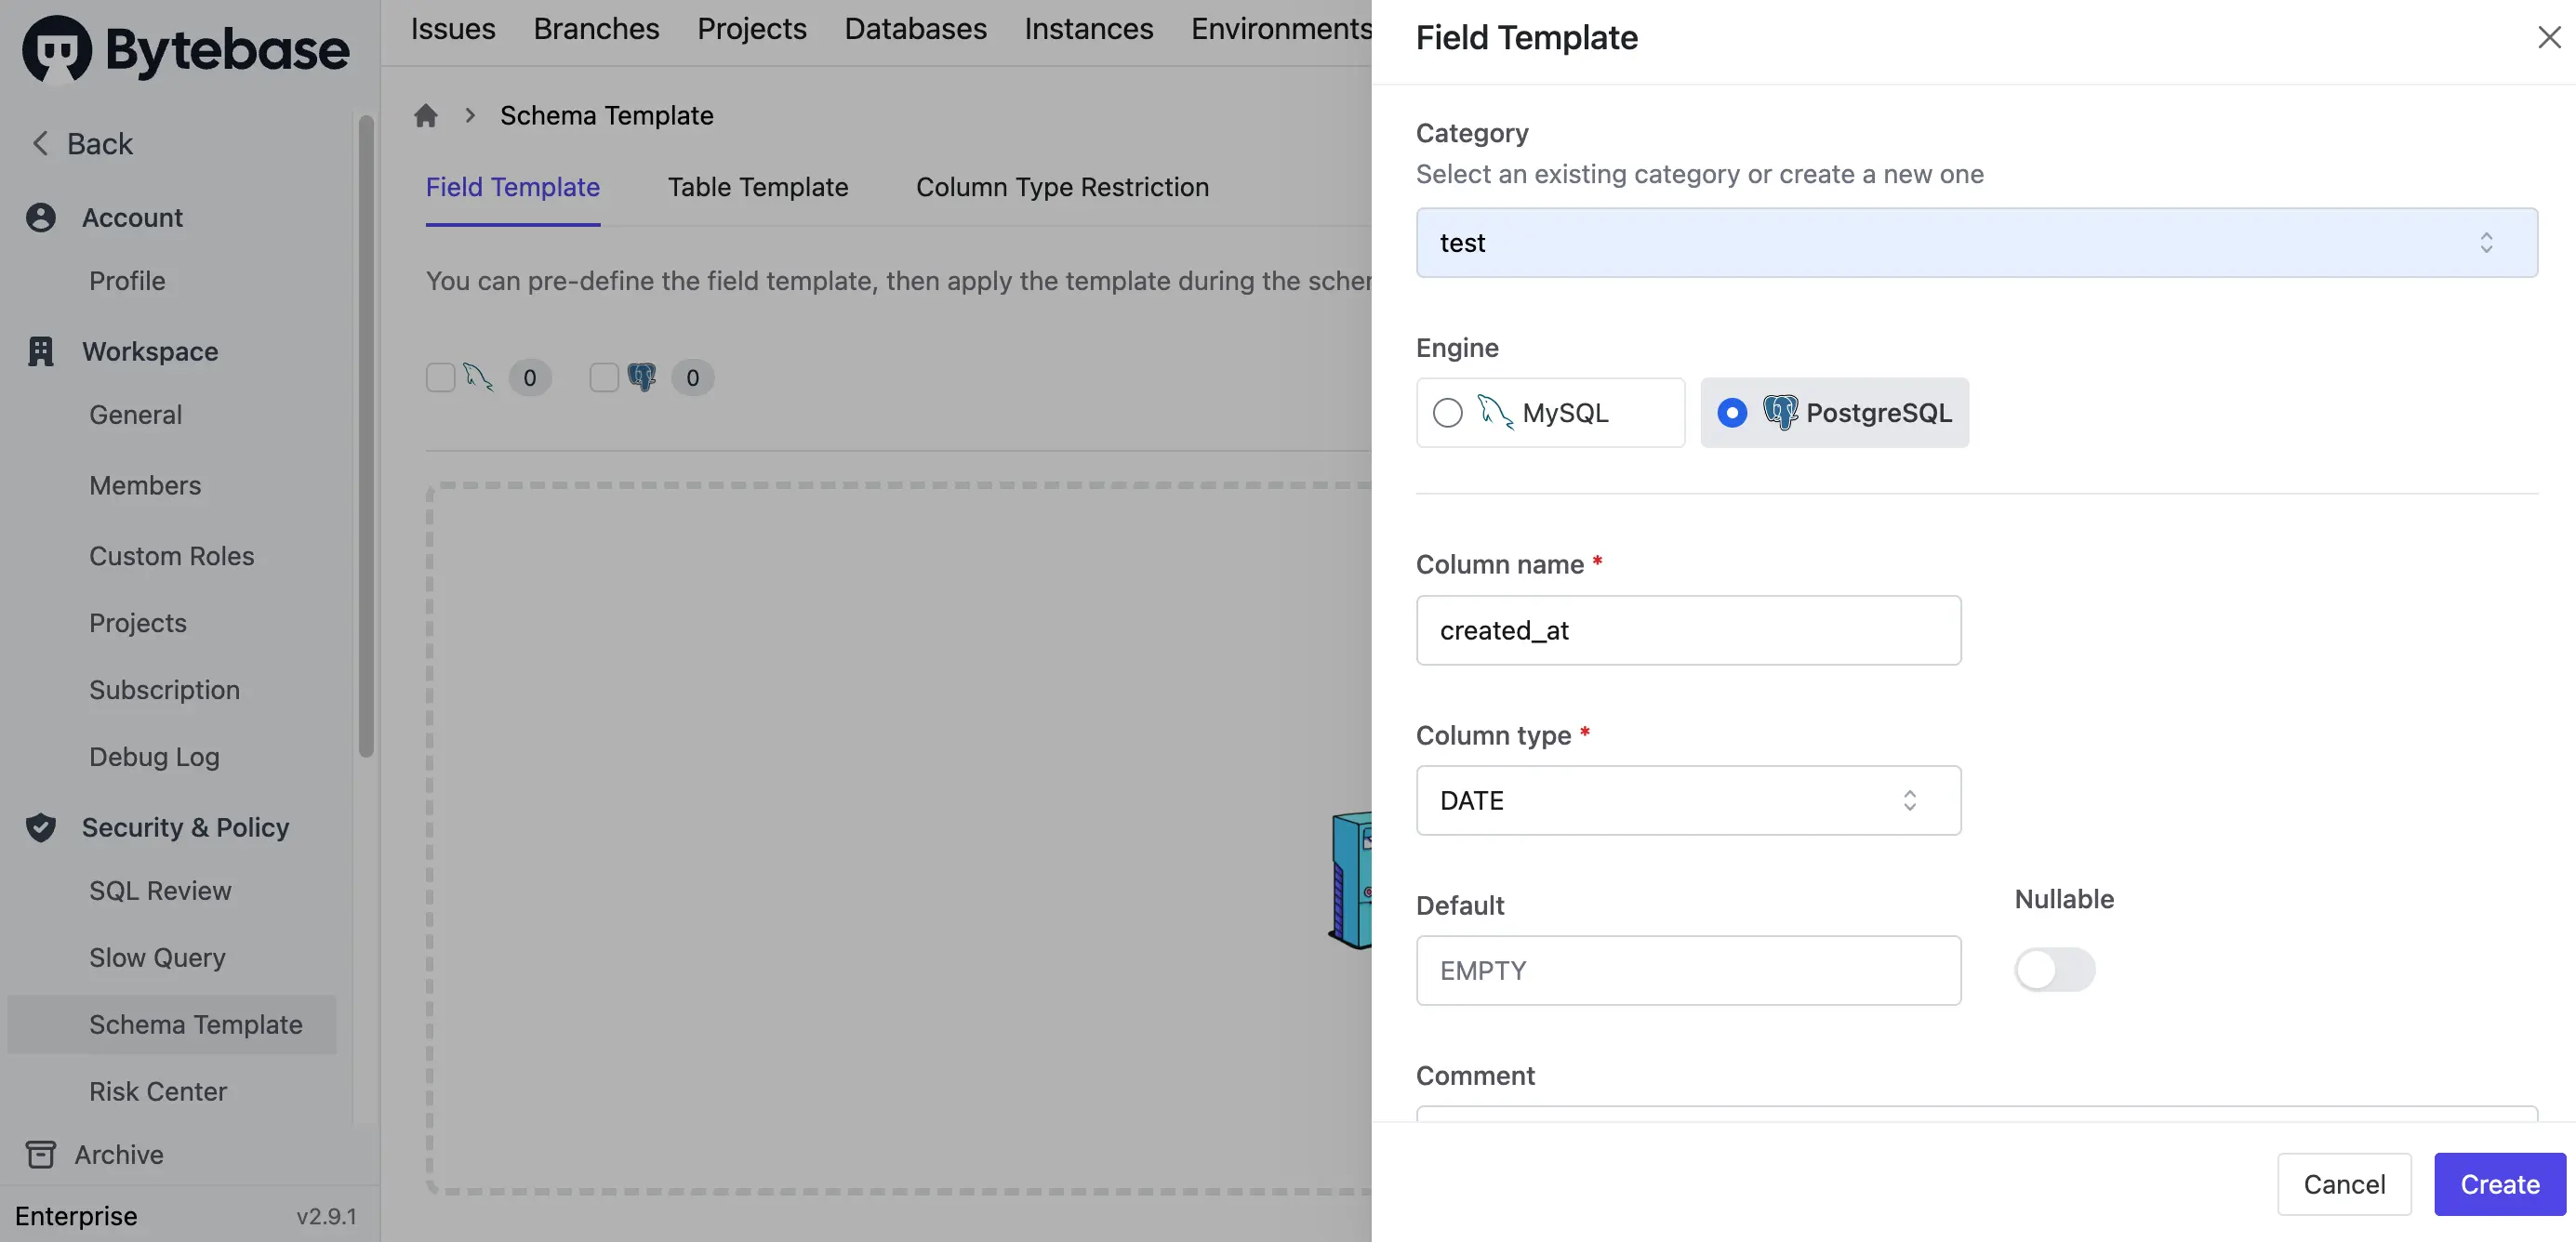 Bytebase
Back
Account
Profile
Workspace
General
Members
Custom Roles
Projects
Subscription
Debug Log
Security & Policy
SQL Review
Slow Query
Schema Template
Risk Center
Archive
Enterprise v2.9.1
Issues Branches Projects Databases Instances Environments
Schema Template
Field Template Table Template Column Type Restriction
You can pre-define the field template, then apply the template during the schem
0 0
Field Template
Category
Select an existing category or create a new one
test
Engine
MySQL PostgreSQL
Column name *
created_at
Column type *
DATE
Default Nullable
EMPTY
Comment
Cancel Create